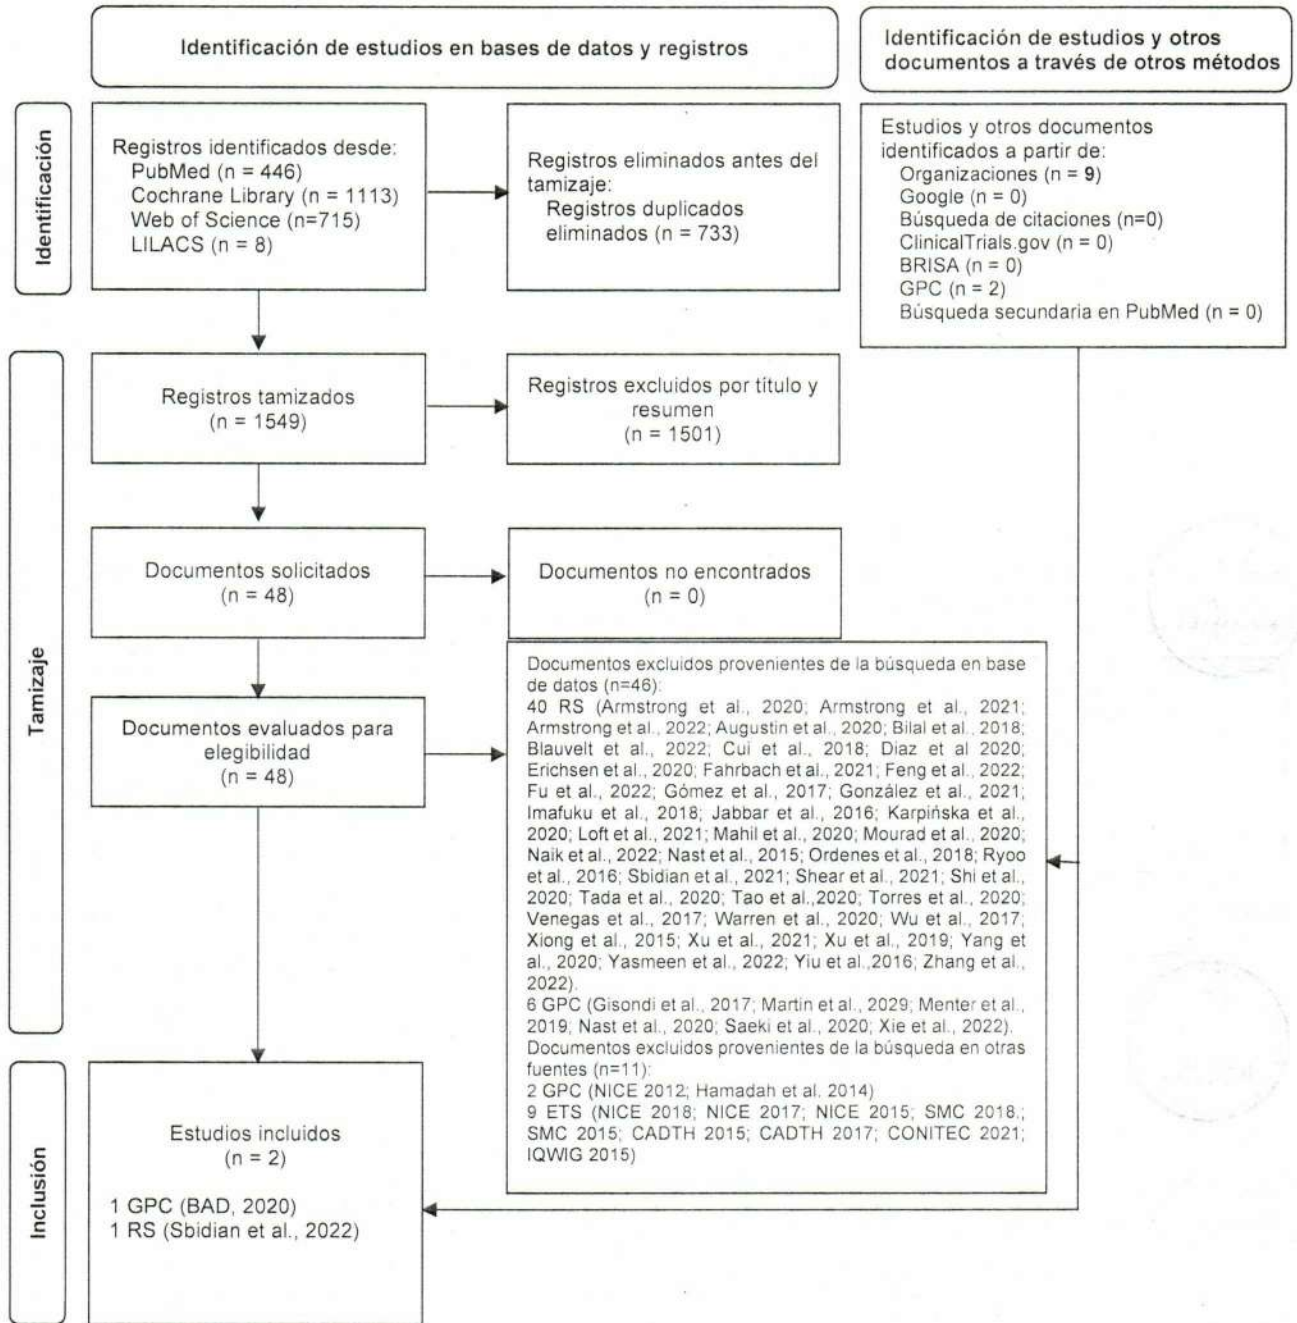 Identificación de estudios en bases de datos y registros
Identificación de estudios y otros
documentos a través de otros métodos
Identificación
Registros identificados desde:
PubMed (n = 446)
Cochrane Library (n = 1113)
Web of Science (n=715)
LILACS (n = 8)
Registros eliminados antes del
tamizaje:
Registros duplicados
eliminados (n = 733)
Estudios y otros documentos
identificados a partir de:
Organizaciones (n = 9)
Google (n = 0)
Búsqueda de citaciones (n=0)
ClinicalTrials.gov (n = 0)
BRISA (n = 0)
GPC (n = 2)
Búsqueda secundaria en PubMed (n = 0)
Tamizaje
Registros tamizados
(n = 1549)
Registros excluidos por título y
resumen
(n = 1501)
Documentos solicitados
(n = 48)
Documentos no encontrados
(n = 0)
Documentos evaluados para
elegibilidad
(n = 48)
Documentos excluidos provenientes de la búsqueda en base
de datos (n=46):
40 RS (Armstrong et al., 2020; Armstrong et al., 2021;
Armstrong et al., 2022; Augustin et al., 2020; Bilal et al., 2018;
Blauvelt et al., 2022; Cui et al., 2018; Diaz et al 2020;
Erichsen et al., 2020; Fahrbach et al., 2021; Feng et al., 2022;
Fu et al., 2022; Gómez et al., 2017; González et al., 2021;
Imafuku et al., 2018; Jabbar et al., 2016; Karpińska et al.,
2020; Loft et al., 2021; Mahil et al., 2020; Mourad et al., 2020;
Naik et al., 2022; Nast et al., 2015; Ordenes et al., 2018; Ryoo
et al., 2016; Sbidian et al., 2021; Shear et al., 2021; Shi et al.,
2020; Tada et al., 2020; Tao et al.,2020; Torres et al., 2020;
Venegas et al., 2017; Warren et al., 2020; Wu et al., 2017;
Xiong et al., 2015; Xu et al., 2021; Xu et al., 2019; Yang et
al., 2020; Yasmeen et al., 2022; Yiu et al.,2016; Zhang et al.,
2022).
6 GPC (Gisondi et al., 2017; Martin et al., 2029; Menter et al.,
2019; Nast et al., 2020; Saeki et al., 2020; Xie et al., 2022).
Documentos excluidos provenientes de la búsqueda en otras
fuentes (n=11):
2 GPC (NICE 2012; Hamadah et al. 2014)
9 ETS (NICE 2018; NICE 2017; NICE 2015; SMC 2018.;
SMC 2015; CADTH 2015; CADTH 2017; CONITEC 2021;
IQWIG 2015)
Inclusión
Estudios incluidos
(n = 2)
1 GPC (BAD, 2020)
1 RS (Sbidian et al., 2022)